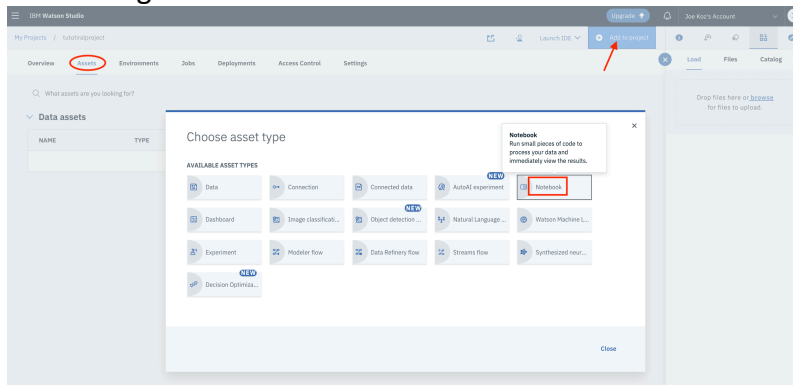 IBM Watson Studio
Upgrade
Joe Koz's Account
My Projects / tutorialproject
Launch IDE
Add to project
Overview
Assets
Environments
Jobs
Deployments
Access Control
Settings
Load
Files
Catalog
What assets are you looking for?
Drop files here or browse
for files to upload.
Data assets
NAME
TYPE
Choose asset type
Notebook
Run small pieces of code to
process your data and
immediately view the results.
AVAILABLE ASSET TYPES
NEW
Data
Connection
Connected data
AutoAI experiment
Notebook
NEW
Dashboard
Image classificati...
Object detection ...
Natural Language ...
Watson Machine L...
Experiment
Modeler flow
Data Refinery flow
Streams flow
Synthesized neur...
NEW
Decision Optimiza...
Close